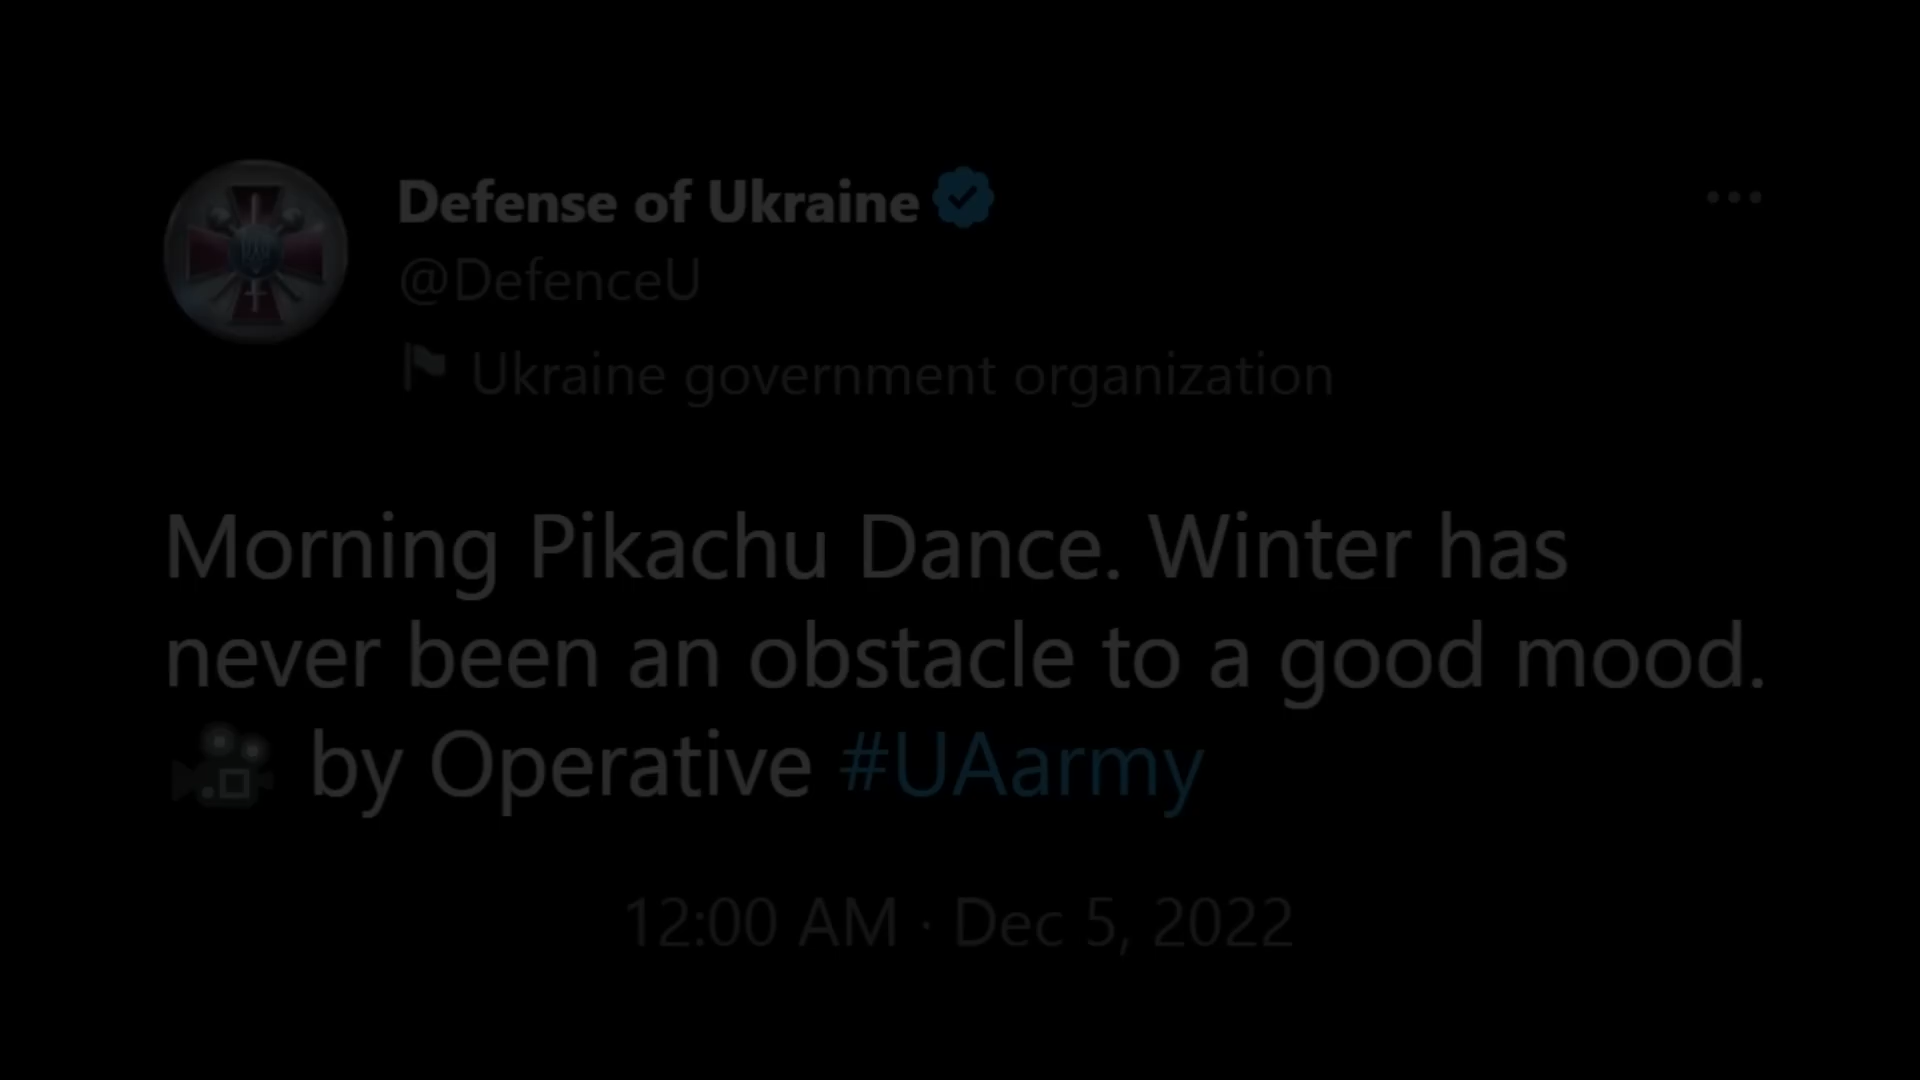 Defense of Ukraine
@DefenceU
Ukraine government organization
Morning Pikachu Dance. Winter has
never been an obstacle to a good mood.
🎥 by Operative #UAarmy
12:00 AM · Dec 5, 2022